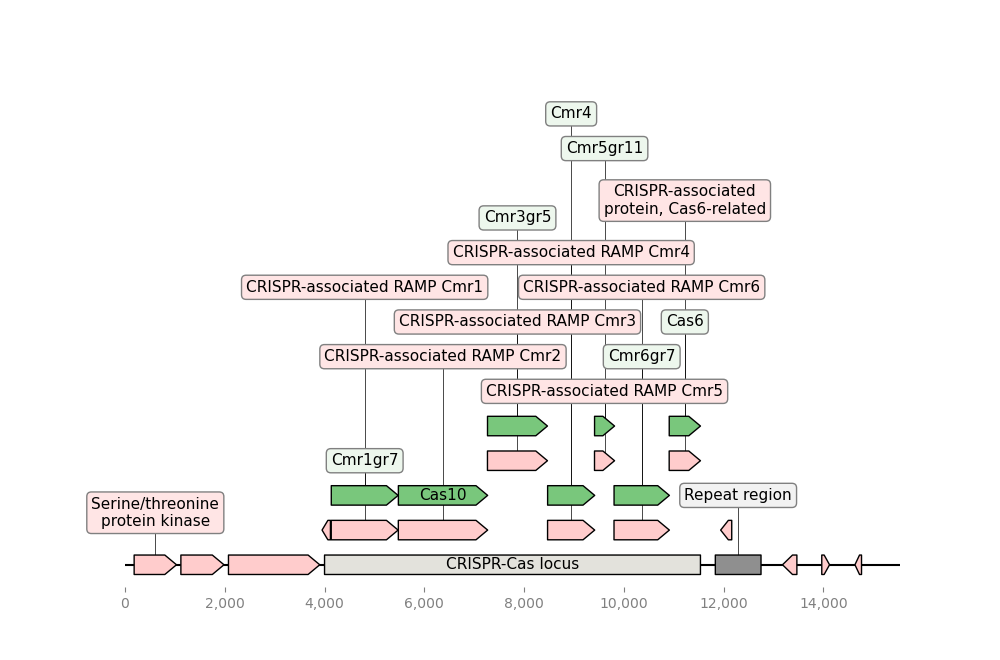 Cmr4
Cmr5gr11
CRISPR-associated
protein, Cas6-related
Cmr3gr5
CRISPR-associated RAMP Cmr4
CRISPR-associated RAMP Cmr1
CRISPR-associated RAMP Cmr6
CRISPR-associated RAMP Cmr3
Cas6
CRISPR-associated RAMP Cmr2
Cmr6gr7
CRISPR-associated RAMP Cmr5
Cmr1gr7
Cas10
Repeat region
Serine/threonine
protein kinase
CRISPR-Cas locus
0 2,000 4,000 6,000 8,000 10,000 12,000 14,000